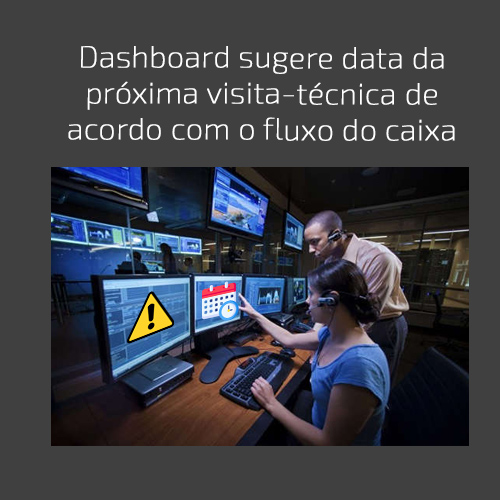 Dashboard sugere data da
próxima visita-técnica de
acordo com o fluxo do caixa